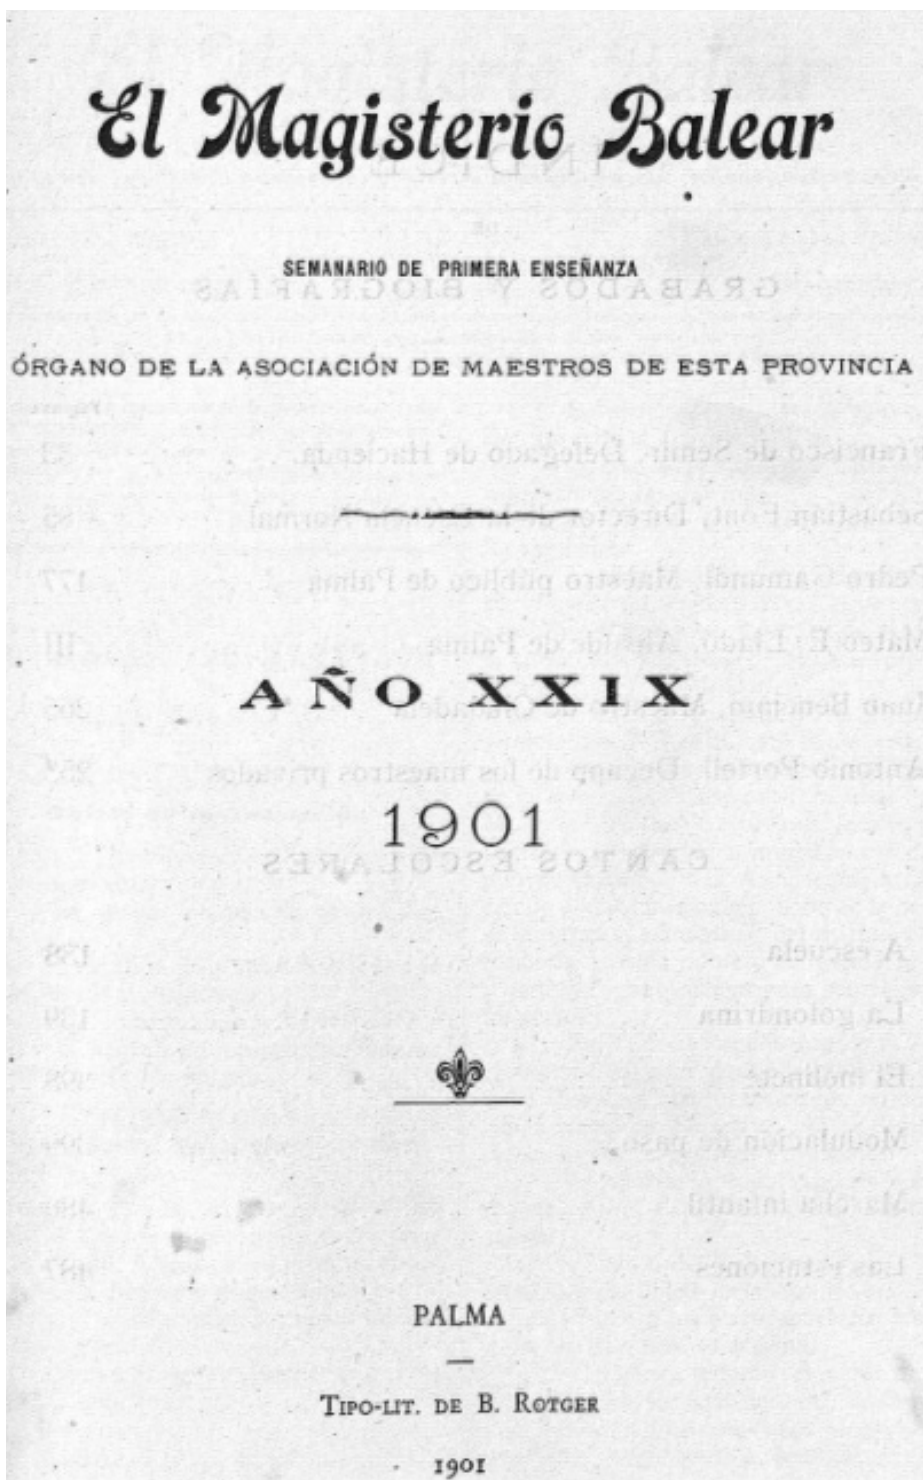 El Magisterio Balear
SEMANARIO DE PRIMERA ENSEÑANZA
ÓRGANO DE LA ASOCIACIÓN DE MAESTROS DE ESTA PROVINCIA
AÑO XXIX
1901
PALMA
TIPO-LIT. DE B. ROTGER
1901